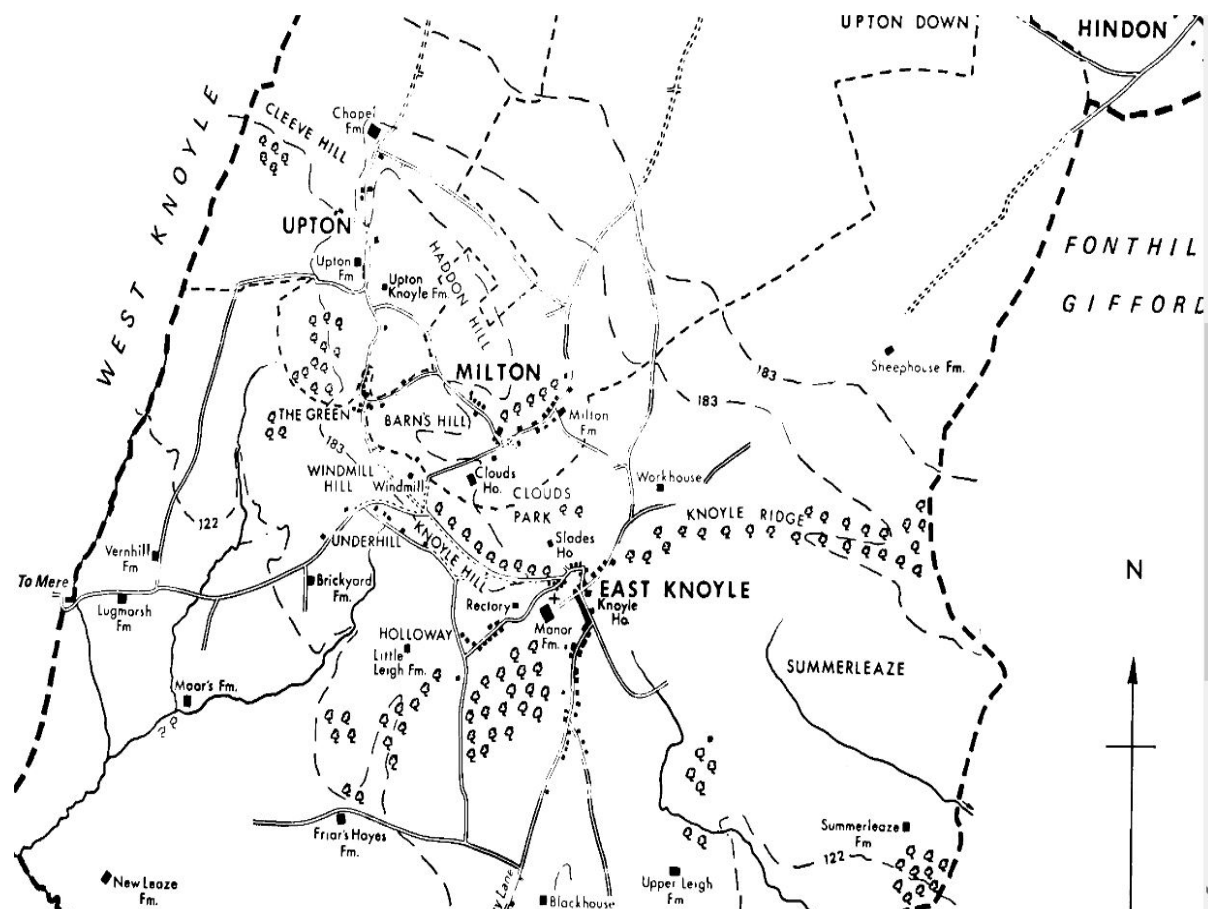 UPTON DOWN
HINDON
CLEEVE HILL
Chapel
Fm
WEST KNOYLE
UPTON
Upton
Fm
Upton
Knoyle Fm.
HADDON HILL
FONTHIL
GIFFORD
Sheephouse Fm.
183
183
MILTON
THE GREEN
BARN'S HILL
Milton
Fm
183
WINDMILL
HILL
Windmill
Clouds
Ho.
CLOUDS
PARK
Workhouse
KNOYLE RIDGE
122
UNDERHILL
KNOYLE HILL
Slades
Ho
Vernhill
Fm
To Mere
Lugmarsh
Fm
Brickyard
Fm.
EAST KNOYLE
Rectory
Knoyle
Ho.
Manor
Fm.
N
HOLLOWAY
Little
Leigh Fm.
SUMMERLEAZE
Moor's Fm.
Friar's Hayes
Fm.
Summerleaze
Fm
122
New Leaze
Fm.
Lane
Blackhouse
Upper Leigh
Fm